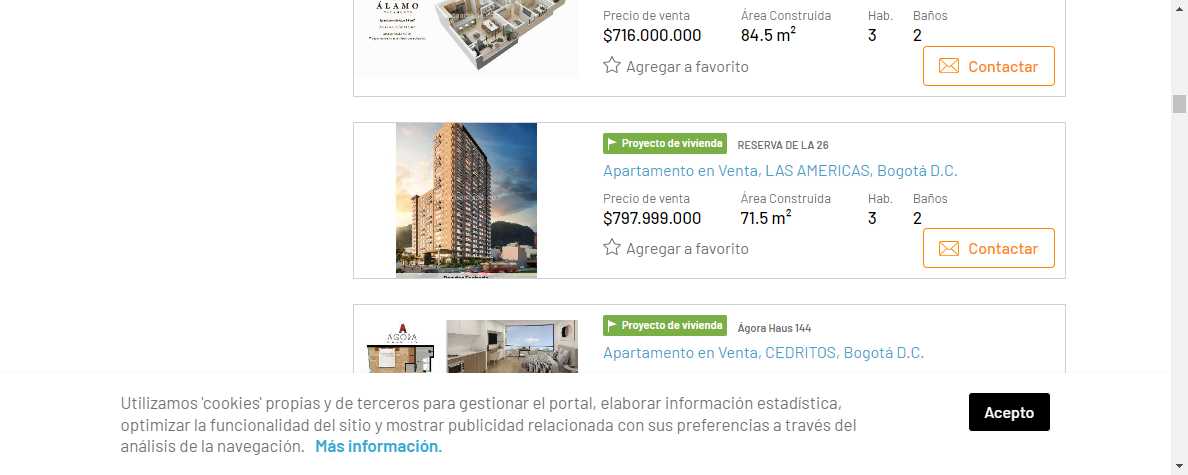 ÁLAMO
Precio de venta Área Construida Hab. Baños
$716.000.000 84.5 m² 3 2
Agregar a favorito
Contactar
Proyecto de vivienda RESERVA DE LA 26
Apartamento en Venta, LAS AMERICAS, Bogotá D.C.
Precio de venta Área Construida Hab. Baños
$797.999.000 71.5 m² 3 2
Agregar a favorito
Contactar
Proyecto de vivienda Ágora Haus 144
Apartamento en Venta, CEDRITOS, Bogotá D.C.
AGORA
Utilizamos 'cookies' propias y de terceros para gestionar el portal, elaborar información estadística,
optimizar la funcionalidad del sitio y mostrar publicidad relacionada con sus preferencias a través del
análisis de la navegación. Más información.
Acepto